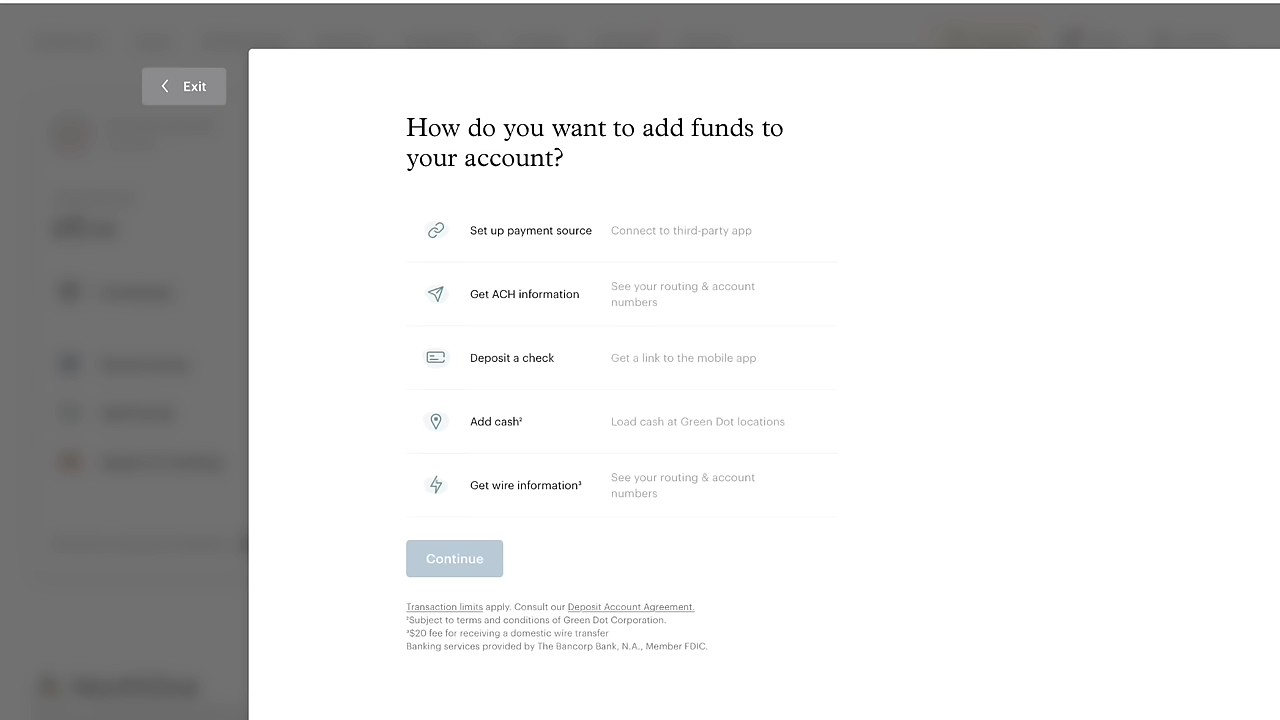 Exit
How do you want to add funds to
your account?
Set up payment source
Connect to third-party app
Get ACH information
See your routing & account
numbers
Deposit a check
Get a link to the mobile app
Add cash²
Load cash at Green Dot locations
Get wire information³
See your routing & account
numbers
Continue
Transaction limits apply. Consult our Deposit Account Agreement.
²Subject to terms and conditions of Green Dot Corporation.
³$20 fee for receiving a domestic wire transfer
Banking services provided by The Bancorp Bank, N.A., Member FDIC.